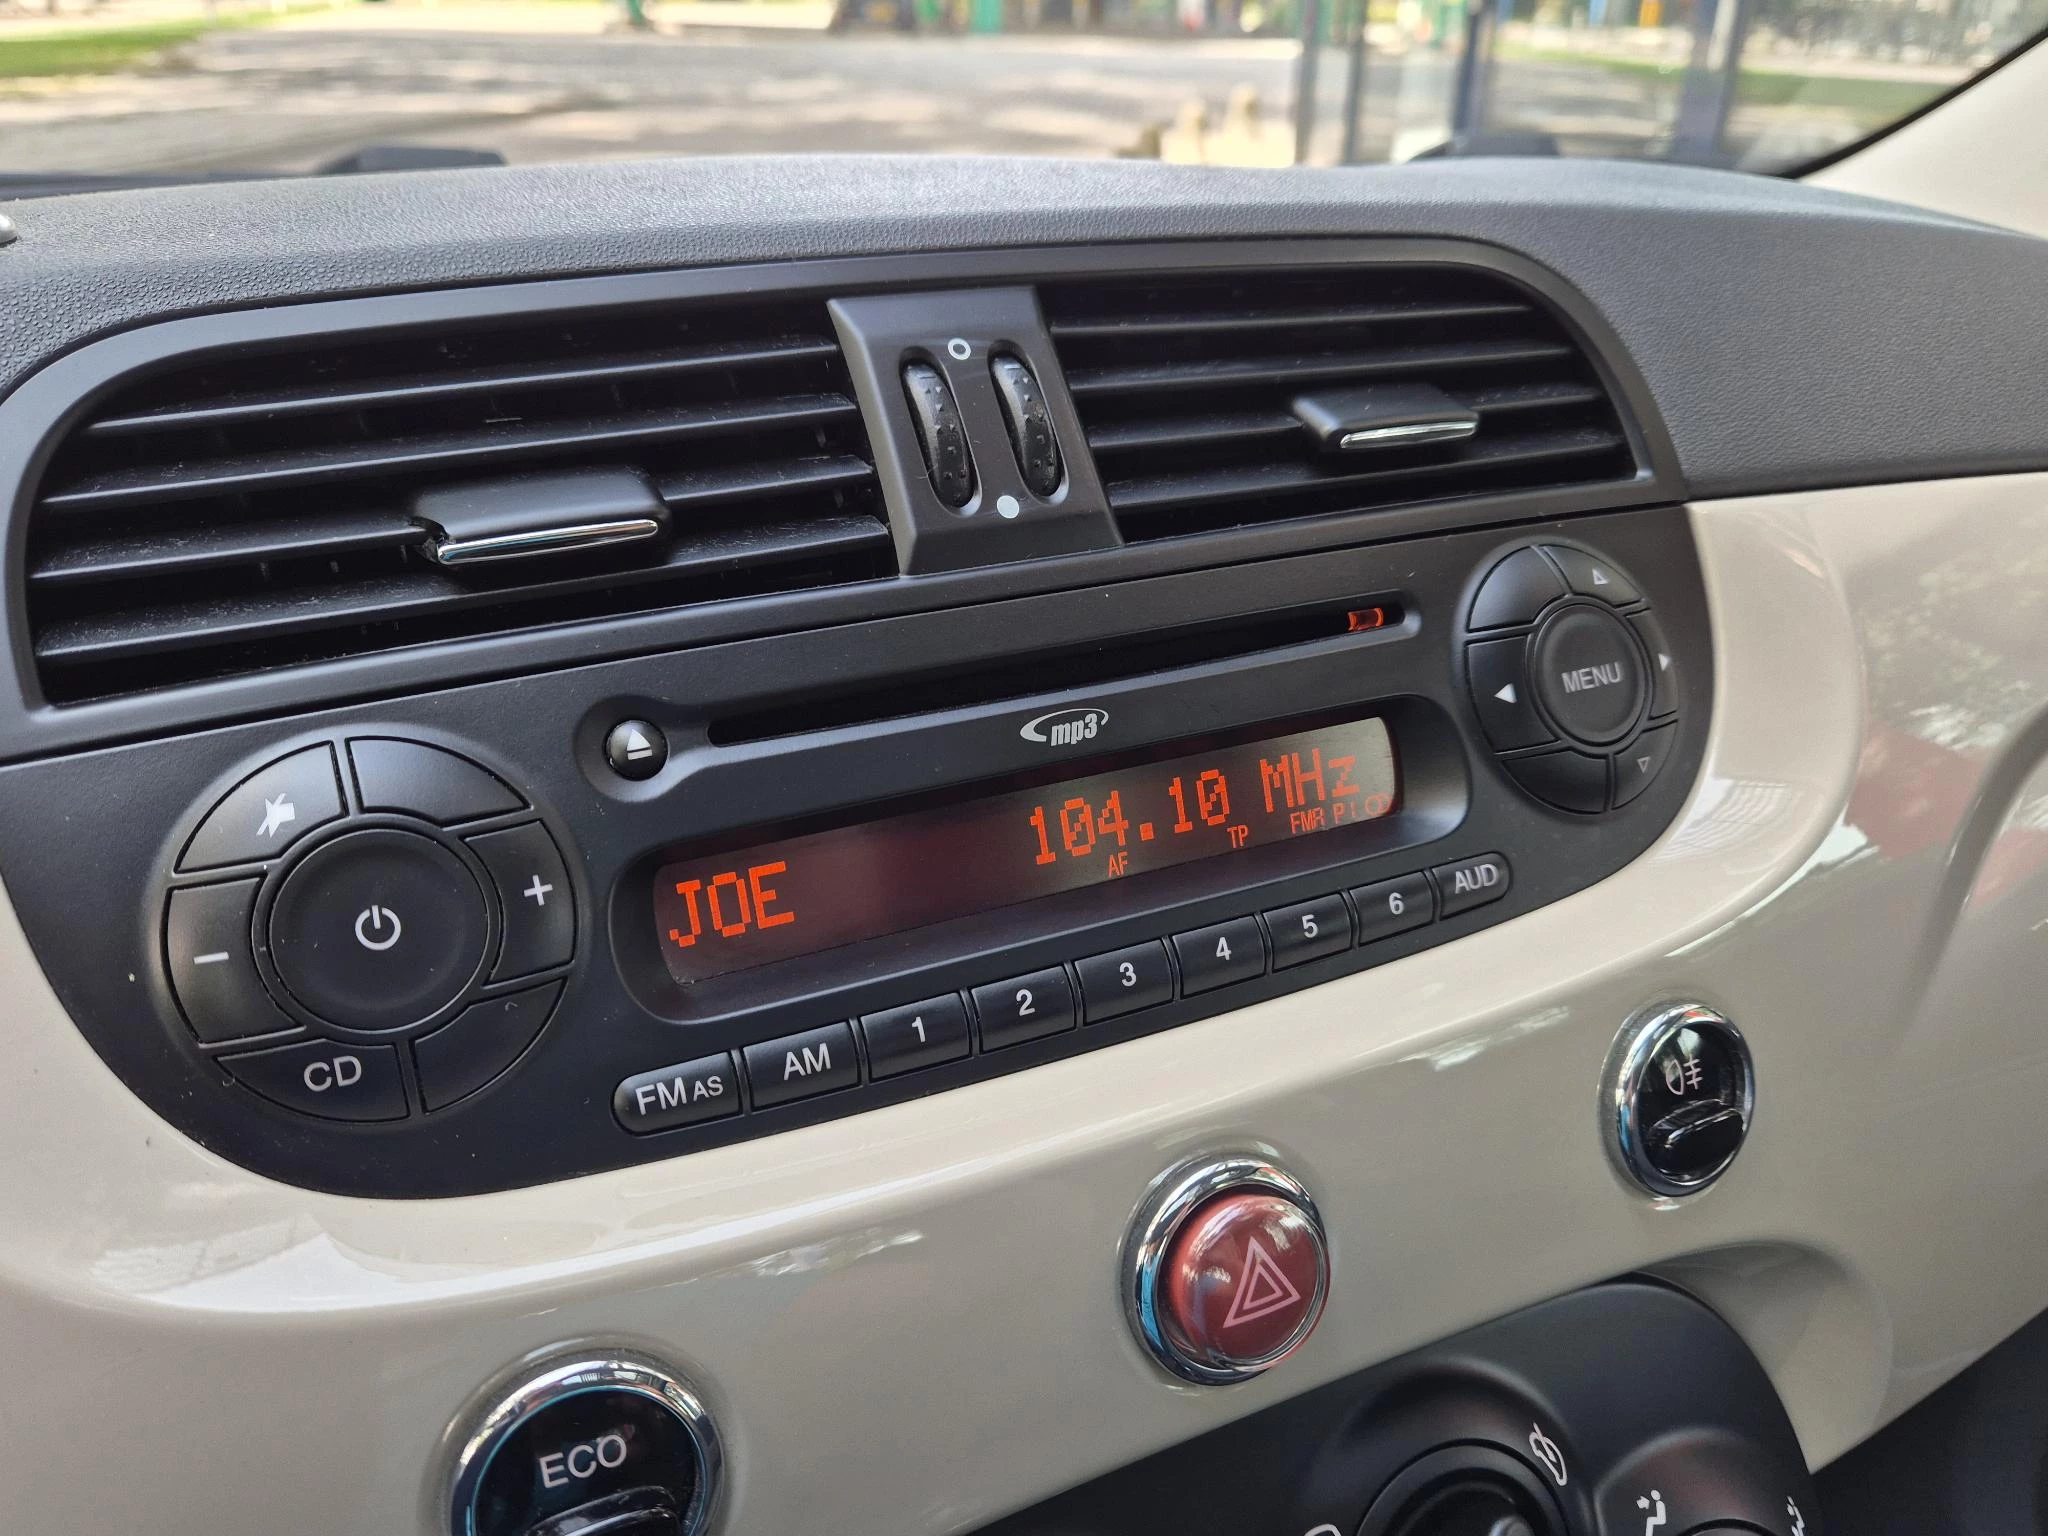 mp3
MENU
JOE 104.10 MHz
AF TP FMR P1
CD
FM AS AM 1 2 3 4 5 6 AUD
ECO